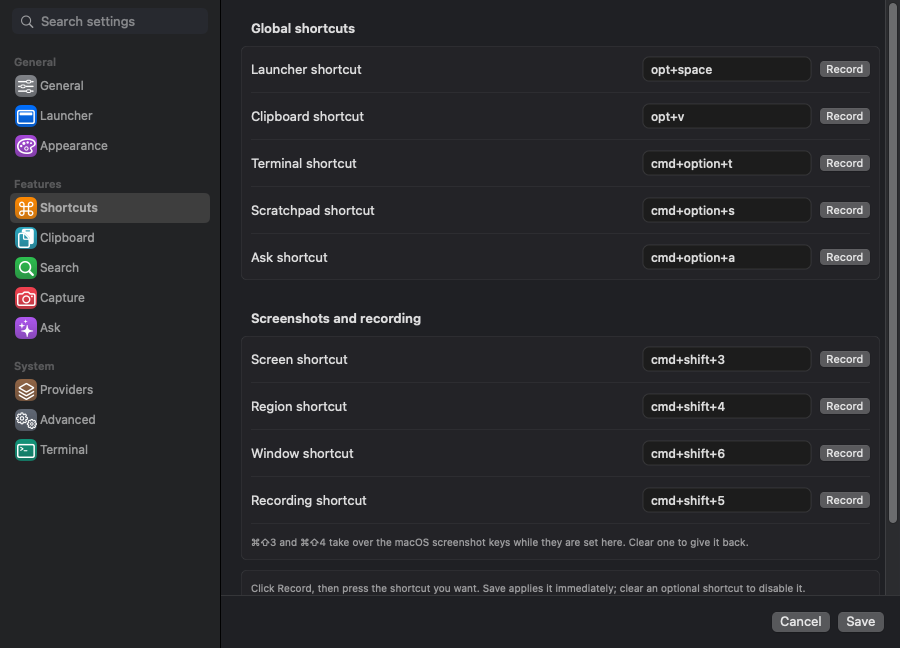 Search settings
General
General
Launcher
Appearance
Features
Shortcuts
Clipboard
Search
Capture
Ask
System
Providers
Advanced
Terminal
Global shortcuts
Launcher shortcut opt+space Record
Clipboard shortcut opt+v Record
Terminal shortcut cmd+option+t Record
Scratchpad shortcut cmd+option+s Record
Ask shortcut cmd+option+a Record
Screenshots and recording
Screen shortcut cmd+shift+3 Record
Region shortcut cmd+shift+4 Record
Window shortcut cmd+shift+6 Record
Recording shortcut cmd+shift+5 Record
⌘⇧3 and ⌘⇧4 take over the macOS screenshot keys while they are set here. Clear one to give it back.
Click Record, then press the shortcut you want. Save applies it immediately; clear an optional shortcut to disable it.
Cancel Save